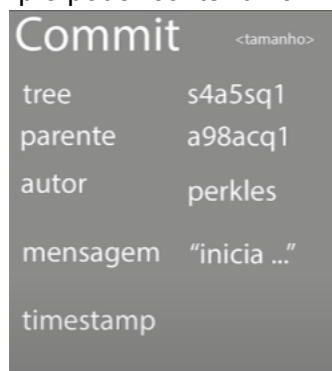 Commit <tamanho>
tree s4a5sq1
parente a98acq1
autor perkles
mensagem “inicia ...”
timestamp